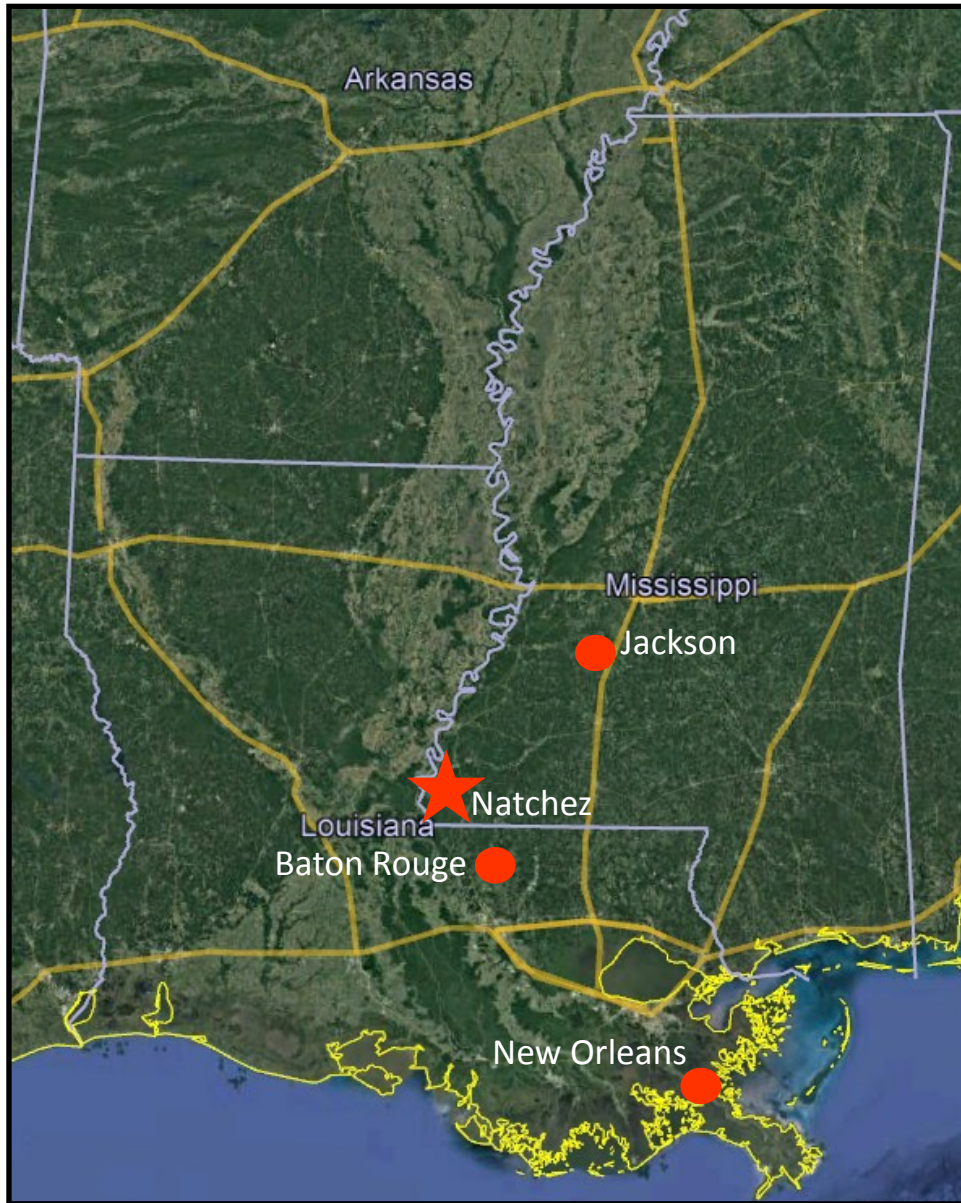 Arkansas
Mississippi
Jackson
Natchez
Louisiana
Baton Rouge
New Orleans